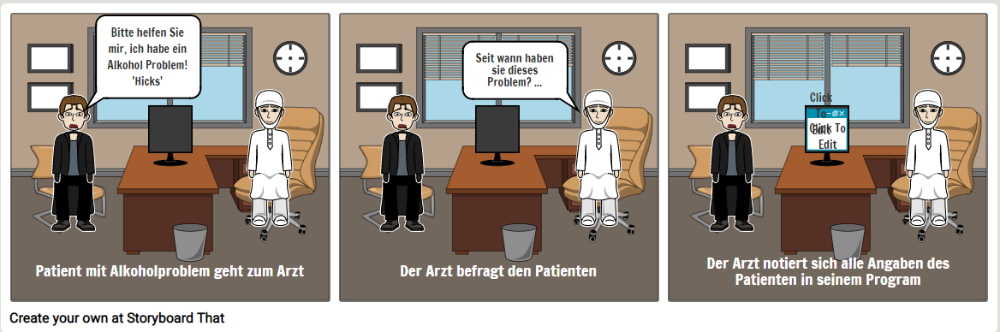 Bitte helfen Sie
mir, ich habe ein
Alkohol Problem!
'Hicks'
Patient mit Alkoholproblem geht zum Arzt
Seit wann haben
sie dieses
Problem? ...
Der Arzt befragt den Patienten
Click
To
Edit
Click To
Edit
Der Arzt notiert sich alle Angaben des
Patienten in seinem Program
Create your own at Storyboard That